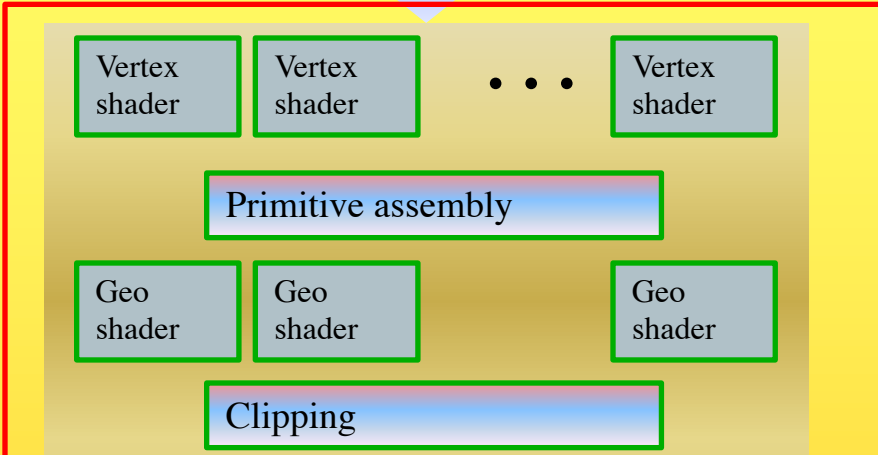 Vertex
shader
Vertex
shader
• • •
Vertex
shader
Primitive assembly
Geo
shader
Geo
shader
Geo
shader
Clipping